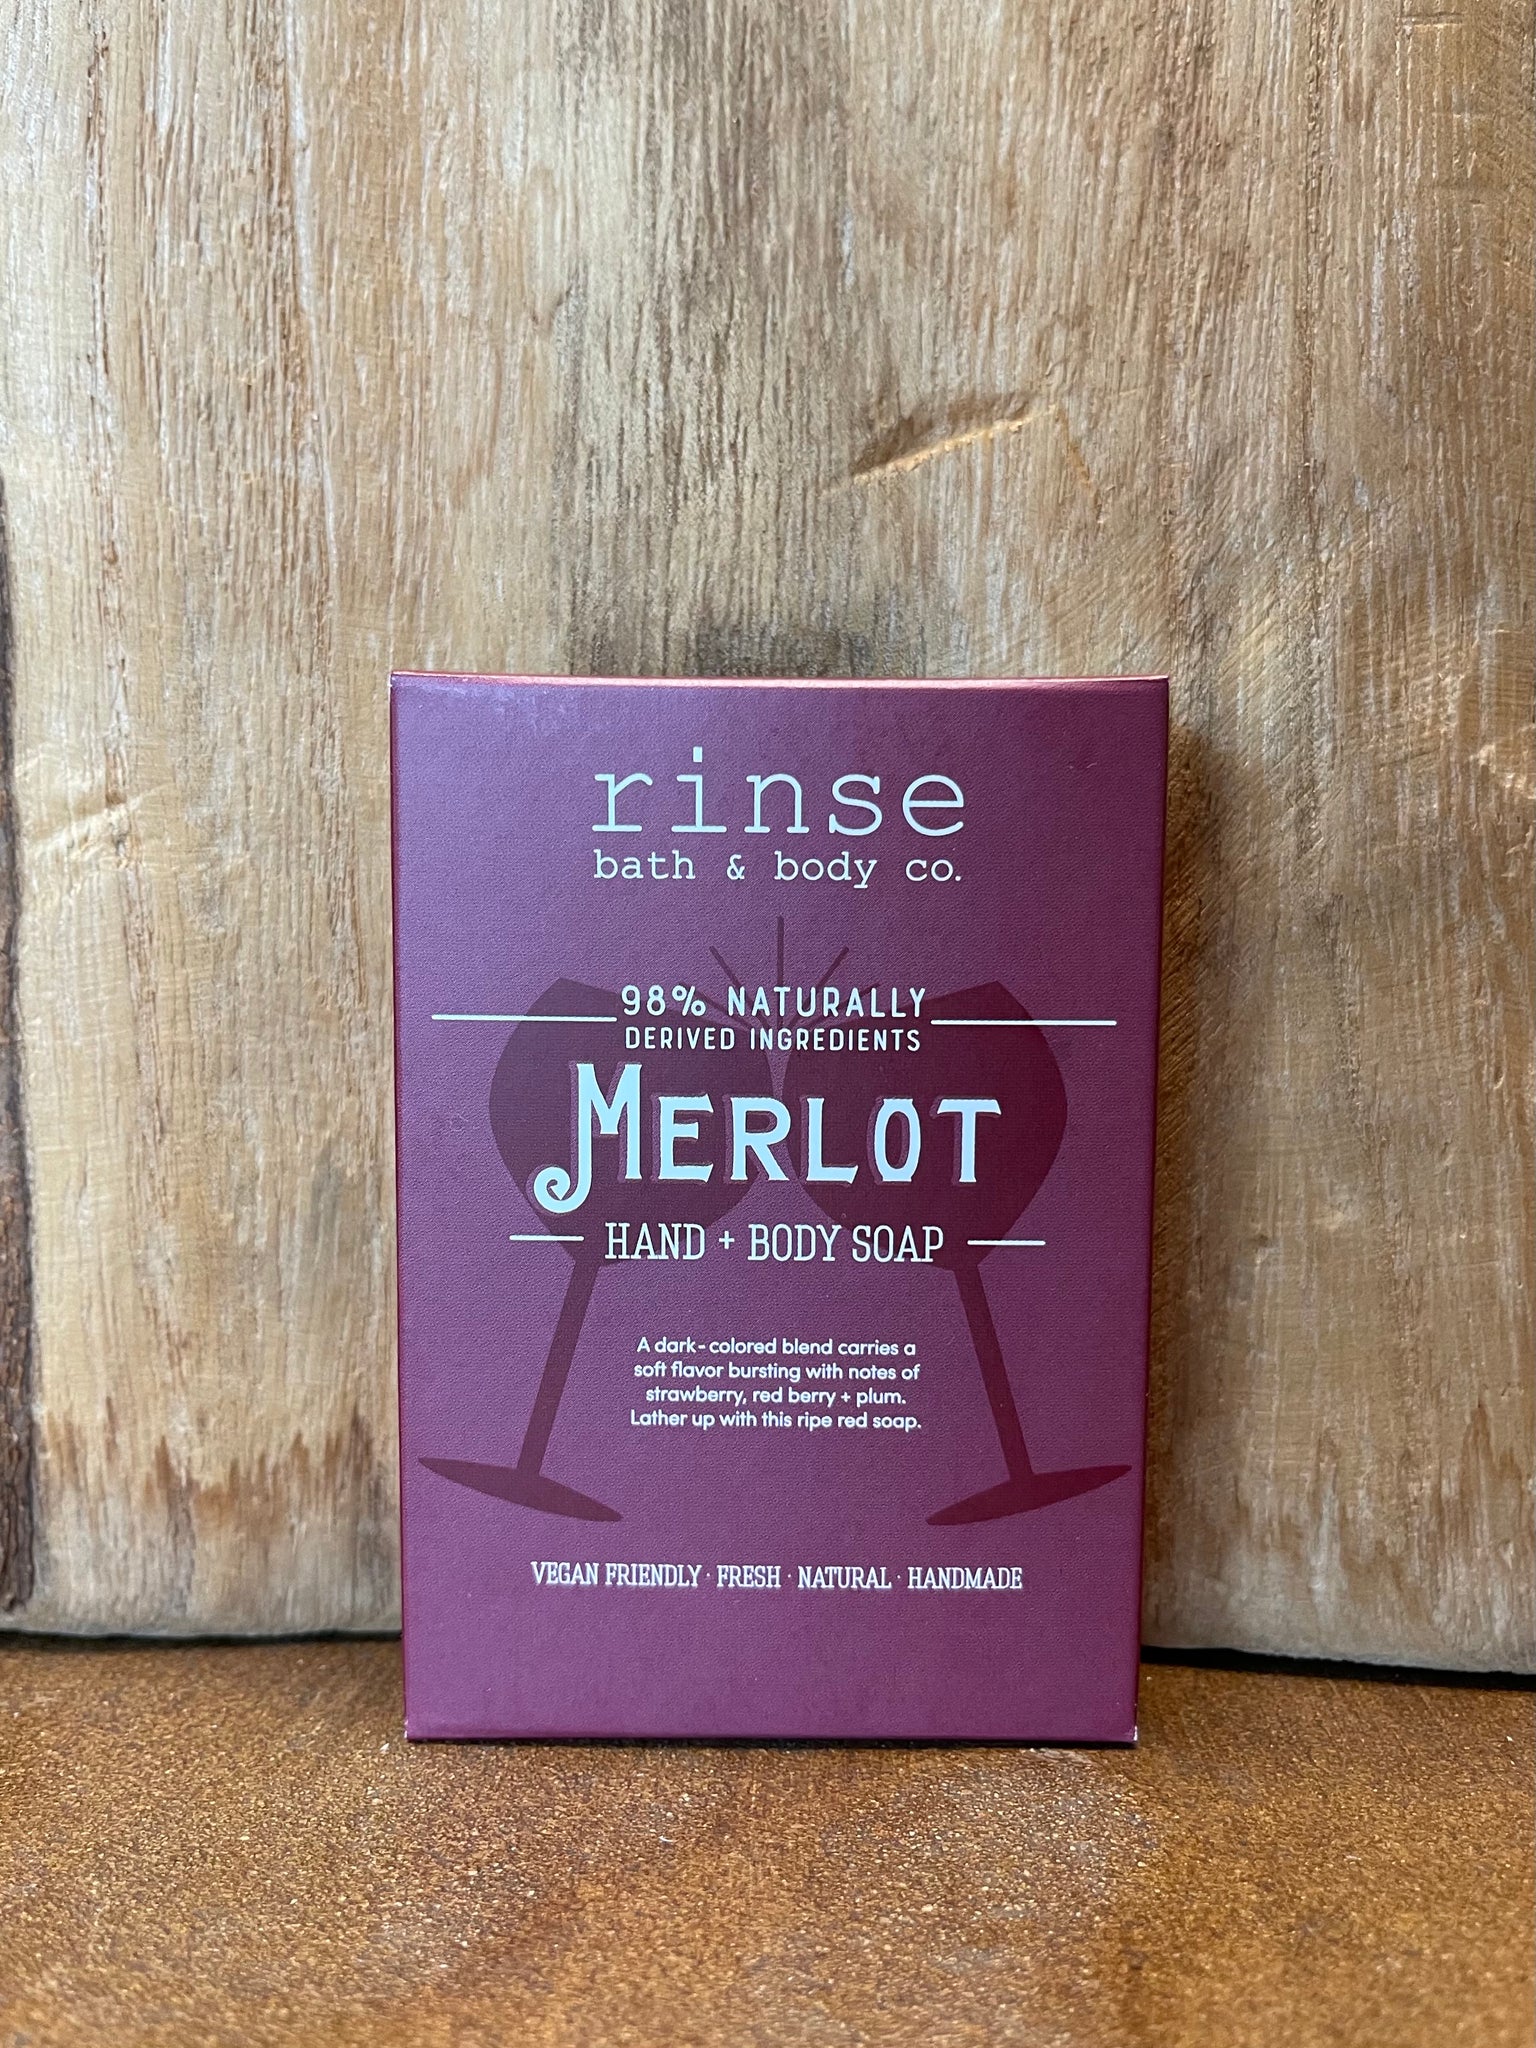 rinse
bath & body co.
98% NATURALLY
DERIVED INGREDIENTS
MERLOT
HAND + BODY SOAP
A dark-colored blend carries a
soft flavor bursting with notes of
strawberry, red berry + plum.
Lather up with this ripe red soap.
VEGAN FRIENDLY · FRESH · NATURAL · HANDMADE